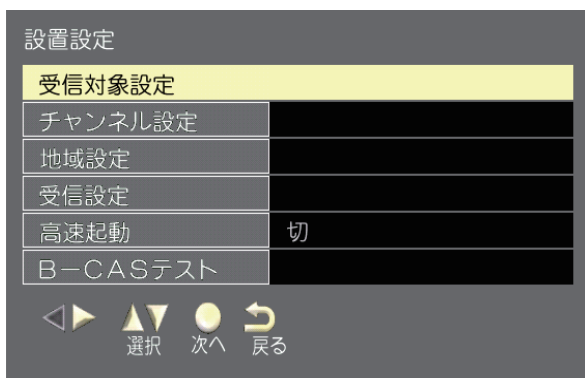 設置設定
受信対象設定
チャンネル設定
地域設定
受信設定
高速起動 切
B−CASテスト
選択 次へ 戻る